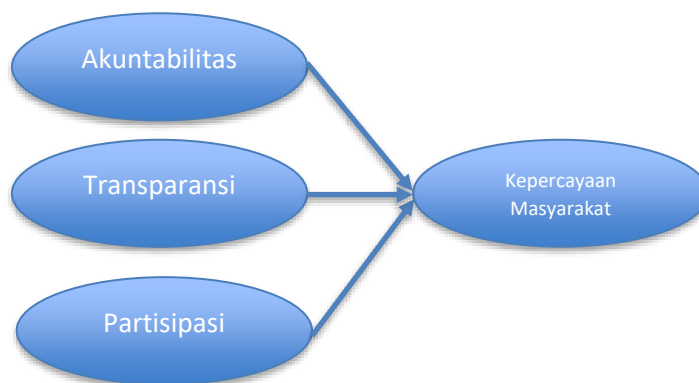 Akuntabilitas
Transparansi
Kepercayaan
Masyarakat
Partisipasi